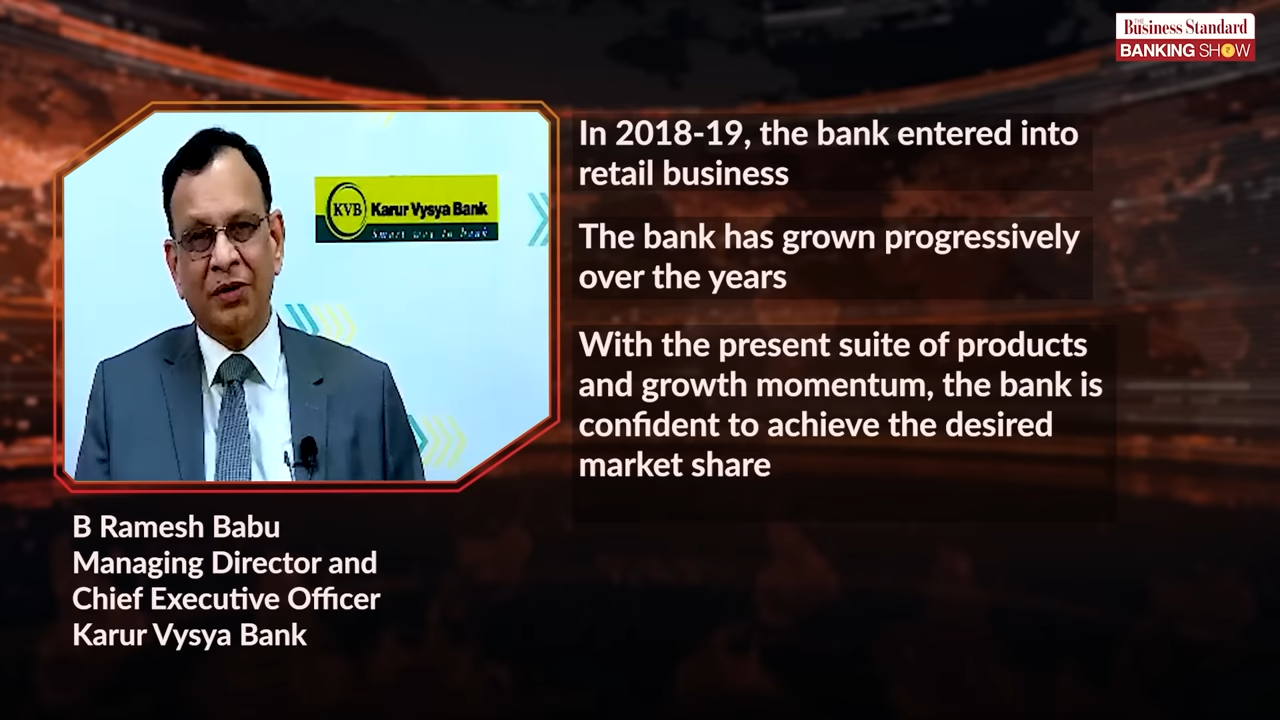 THE
Business Standard
BANKING SHOW
In 2018-19, the bank entered into
retail business
The bank has grown progressively
over the years
With the present suite of products
and growth momentum, the bank is
confident to achieve the desired
market share
KVB
Karur Vysya Bank
Smart way to bank
B Ramesh Babu
Managing Director and
Chief Executive Officer
Karur Vysya Bank